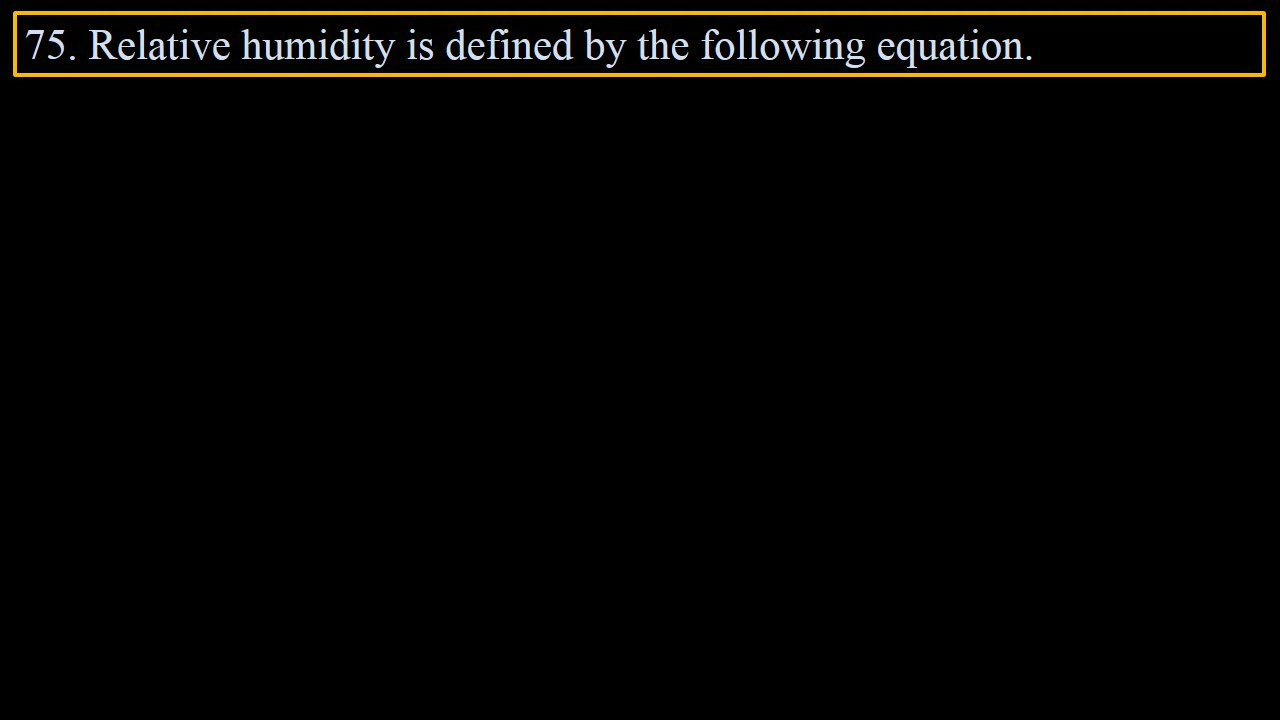 75. Relative humidity is defined by the following equation.